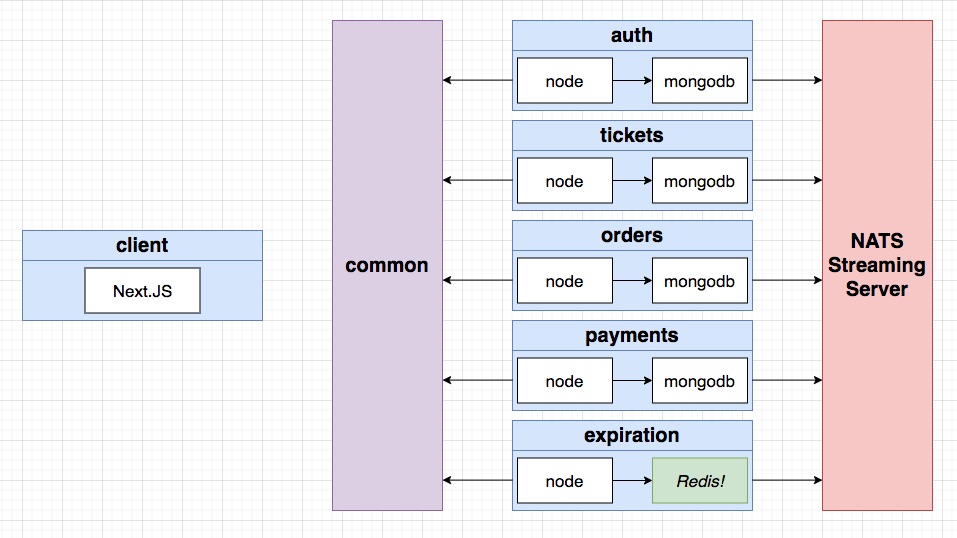 client
Next.JS
common
auth
node
mongodb
tickets
node
mongodb
orders
node
mongodb
payments
node
mongodb
expiration
node
Redis!
NATS
Streaming
Server